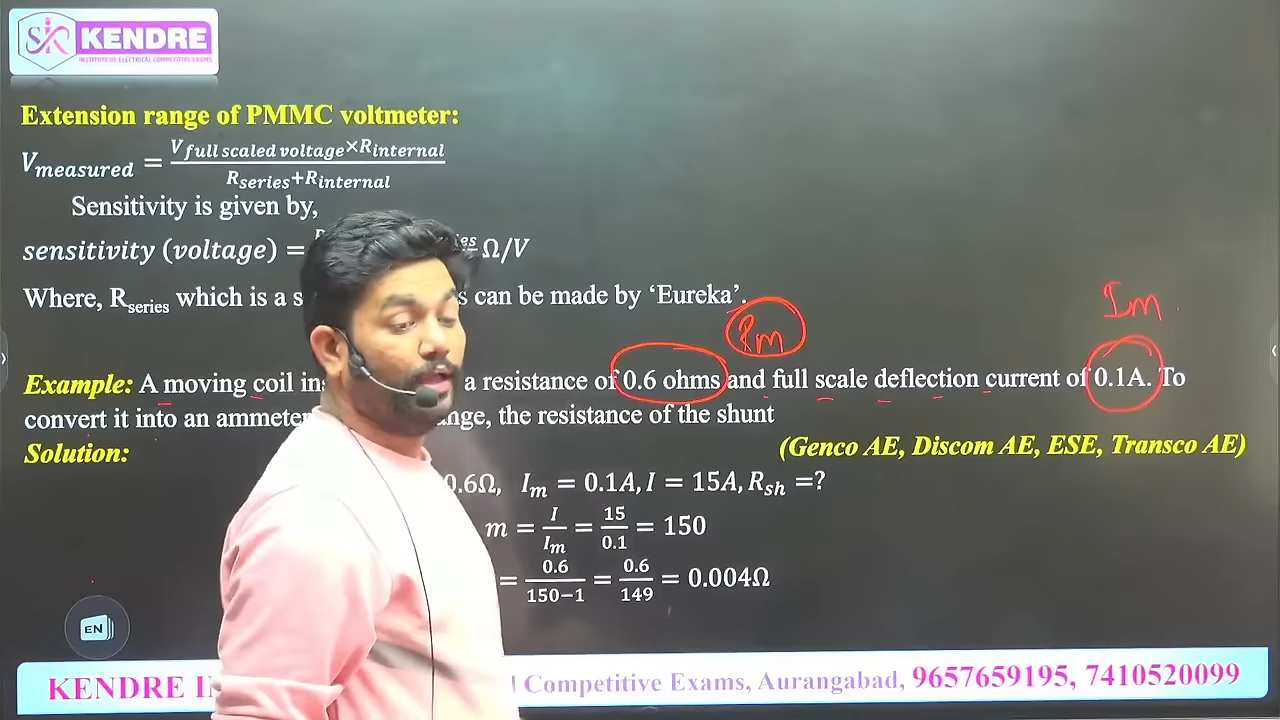 SK KENDRE
INSTITUTE OF ELECTRICAL COMPETITIVE EXAMS
Extension range of PMMC voltmeter:
V_measured = (V_full scaled voltage×R_internal)/(R_series+R_internal)
Sensitivity is given by,
sensitivity (voltage) = Ω/V
Where, R_series which is a s can be made by ‘Eureka’.
Rm
Im
Example: A moving coil in a resistance of 0.6 ohms and full scale deflection current of 0.1A. To
convert it into an ammeter nge, the resistance of the shunt
Solution:
(Genco AE, Discom AE, ESE, Transco AE)
0.6Ω, I_m = 0.1A, I = 15A, R_sh =?
m = I/I_m = 15/0.1 = 150
= 0.6/(150−1) = 0.6/149 = 0.004Ω
EN
KENDRE I l Competitive Exams, Aurangabad, 9657659195, 7410520099